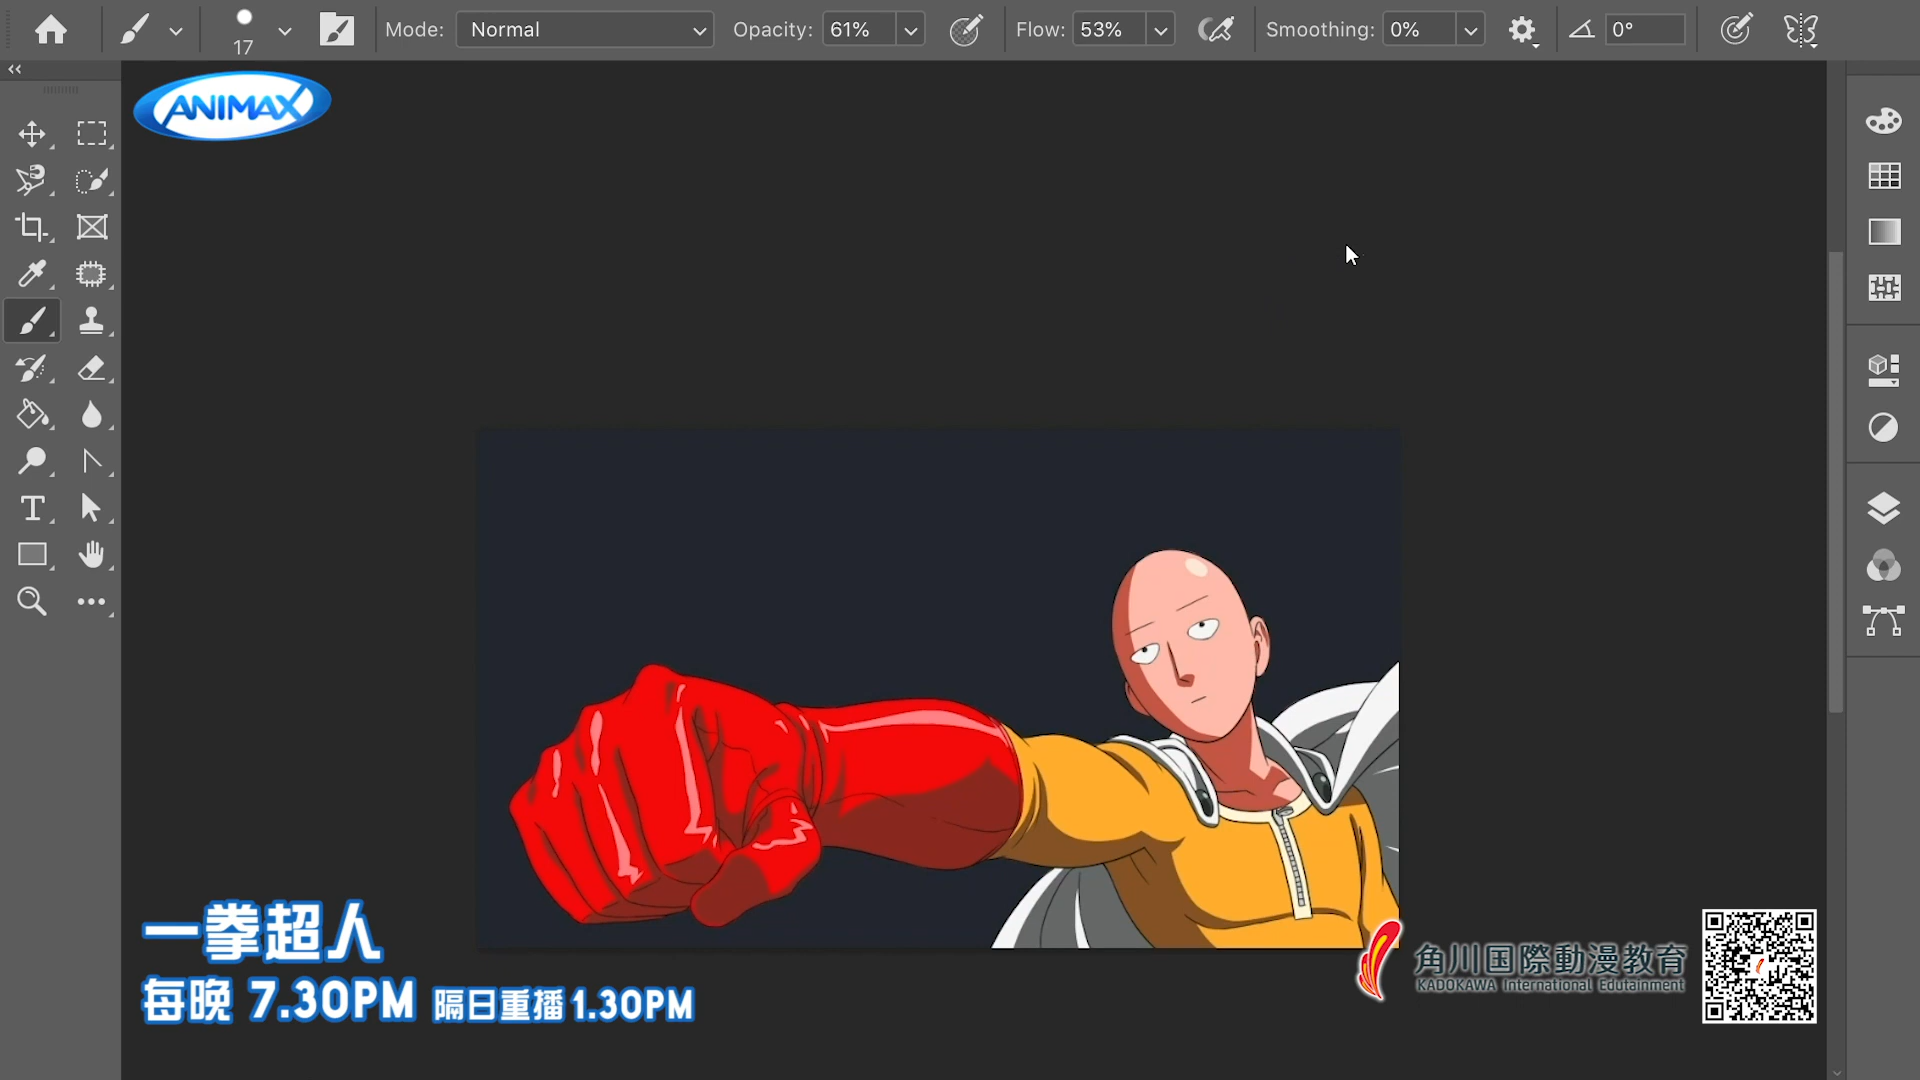 17
Mode: Normal Opacity: 61% Flow: 53% Smoothing: 0% 0°
ANIMAX
一拳超人
每晚 7.30PM 隔日重播1.30PM
角川国際動漫教育
KADOKAWA International Edutainment